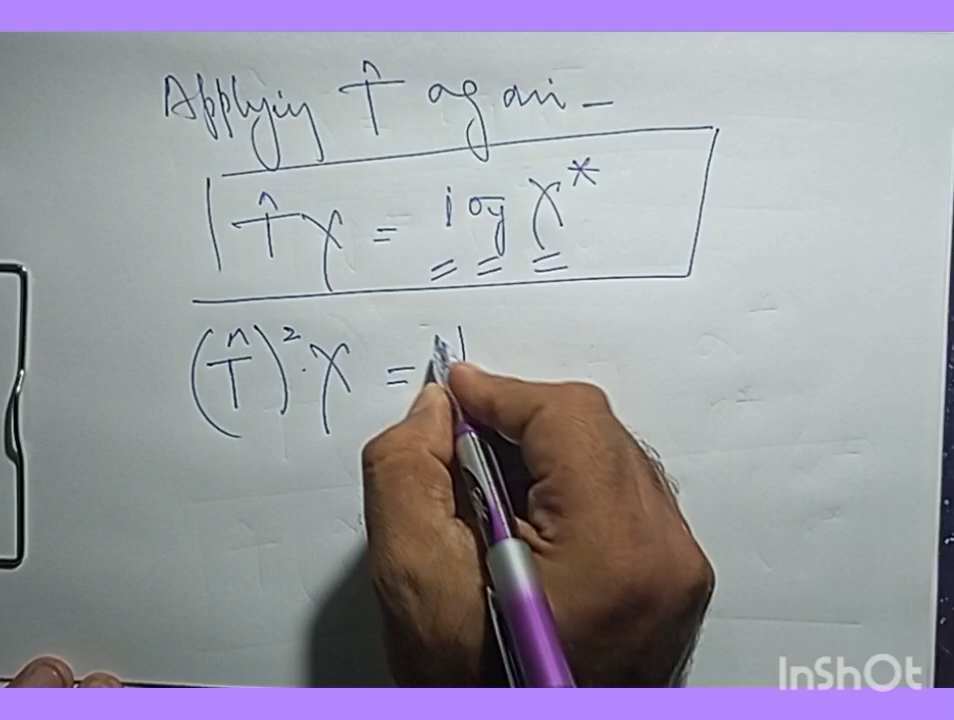 Applying T̂ again –
T̂χ = iσy χ*
(T̂)²·χ =
InShOt